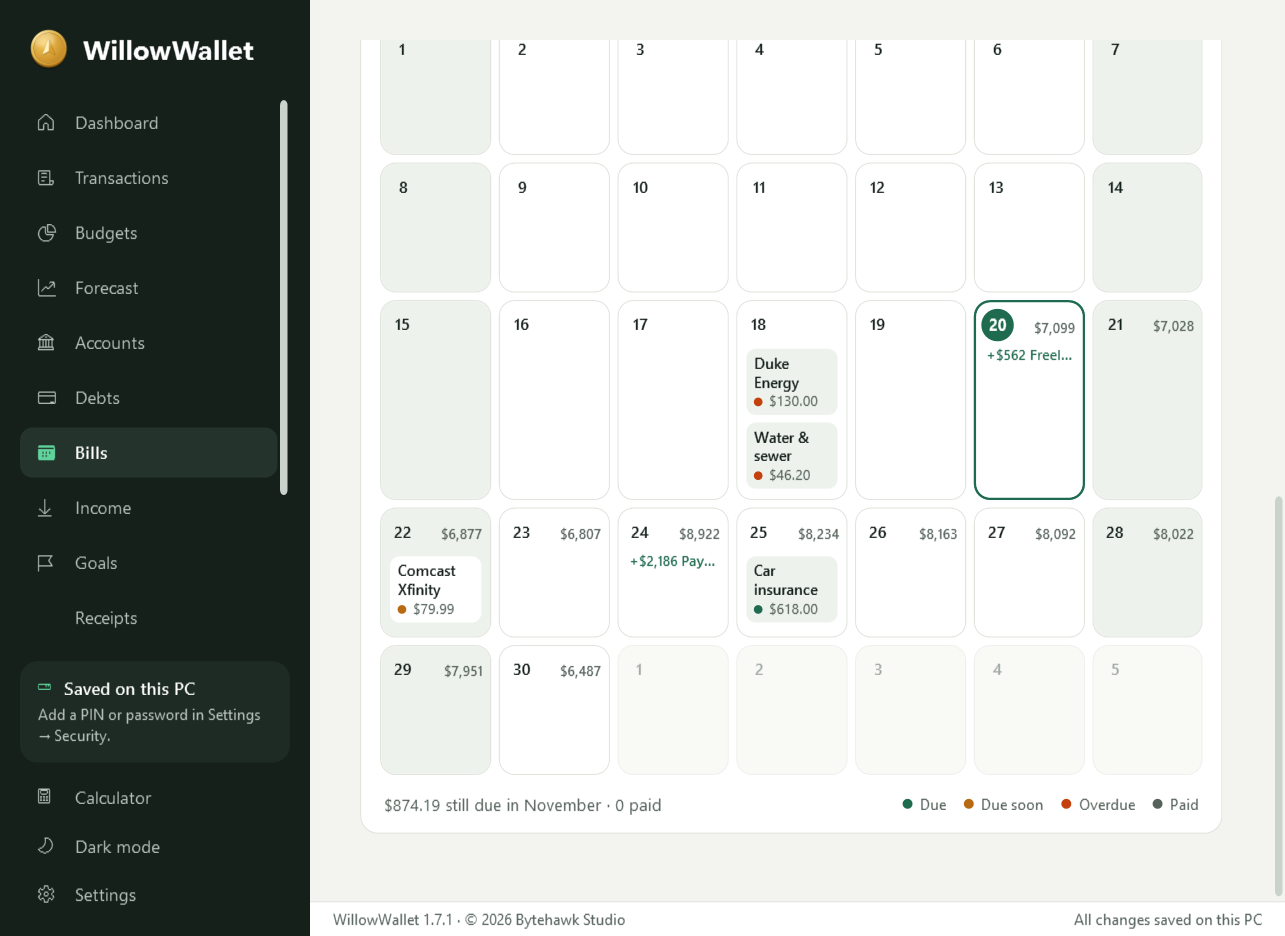 WillowWallet
Dashboard
Transactions
Budgets
Forecast
Accounts
Debts
Bills
Income
Goals
Receipts
Saved on this PC
Add a PIN or password in Settings
→ Security.
Calculator
Dark mode
Settings
1 2 3 4 5 6 7
8 9 10 11 12 13 14
15 16 17 18 19 20 $7,099 21 $7,028
+$562 Freel...
Duke
Energy
$130.00
Water &
sewer
$46.20
22 $6,877 23 $6,807 24 $8,922 25 $8,234 26 $8,163 27 $8,092 28 $8,022
+$2,186 Pay...
Comcast
Xfinity
$79.99
Car
insurance
$618.00
29 $7,951 30 $6,487 1 2 3 4 5
$874.19 still due in November · 0 paid
Due Due soon Overdue Paid
WillowWallet 1.7.1 · © 2026 Bytehawk Studio
All changes saved on this PC